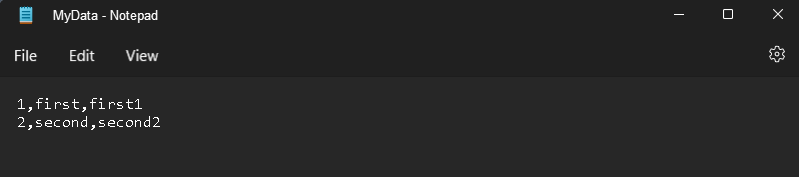 MyData - Notepad
File Edit View
1,first,first1
2,second,second2